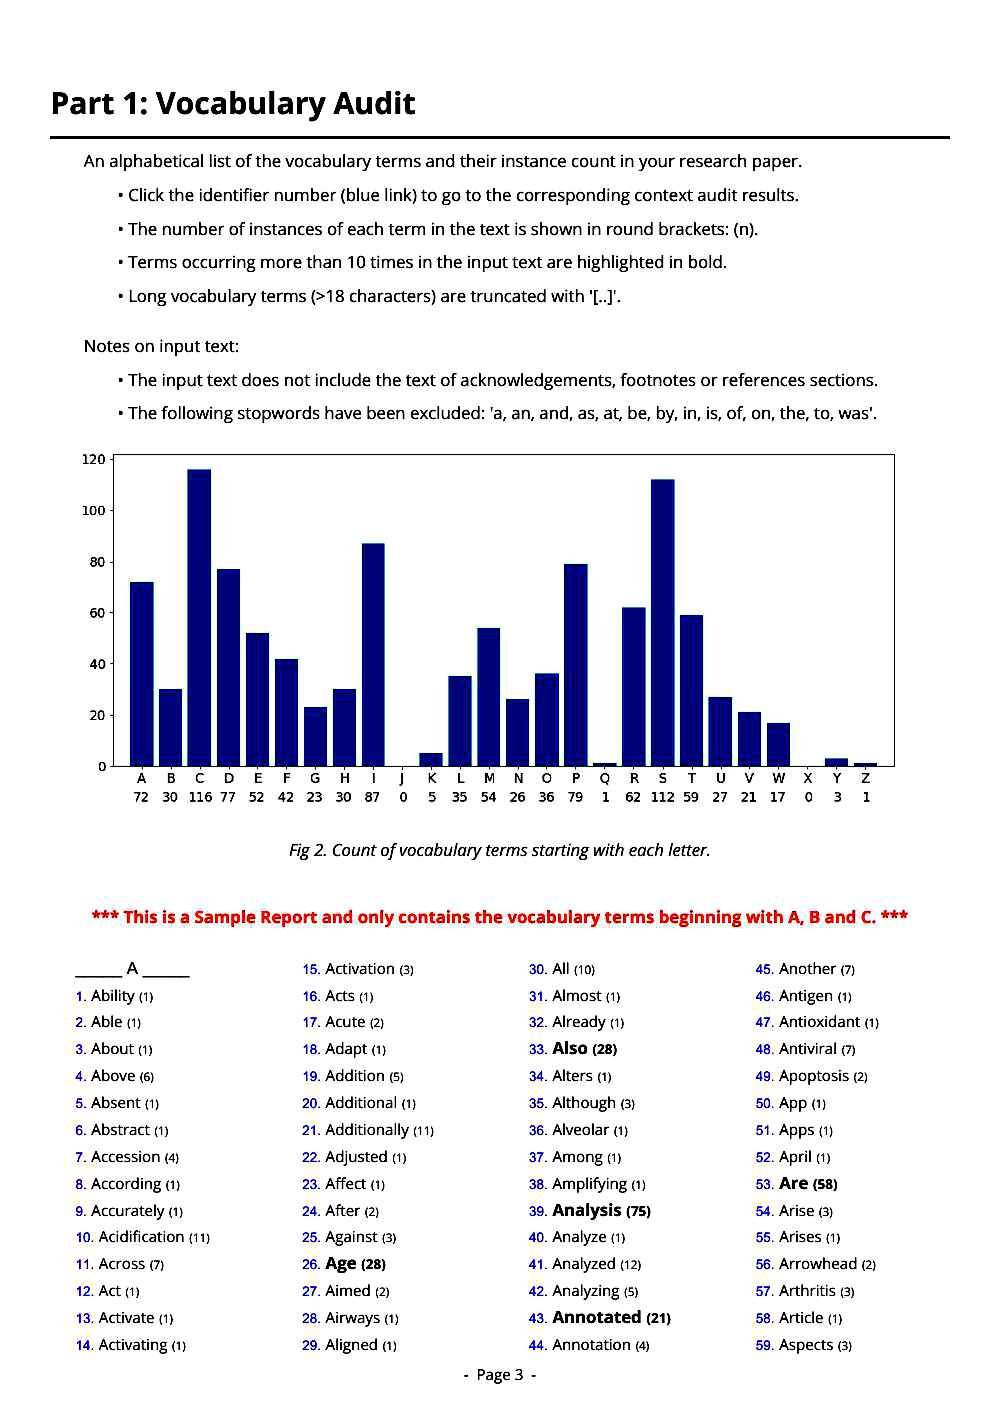 Part 1: Vocabulary Audit
An alphabetical list of the vocabulary terms and their instance count in your research paper.
• Click the identifier number (blue link) to go to the corresponding context audit results.
• The number of instances of each term in the text is shown in round brackets: (n).
• Terms occurring more than 10 times in the input text are highlighted in bold.
• Long vocabulary terms (>18 characters) are truncated with '[..]'.
Notes on input text:
• The input text does not include the text of acknowledgements, footnotes or references sections.
• The following stopwords have been excluded: 'a, an, and, as, at, be, by, in, is, of, on, the, to, was'.
120
100
80
60
40
20
0
A B C D E F G H I J K L M N O P Q R S T U V W X Y Z
72 30 116 77 52 42 23 30 87 0 5 35 54 26 36 79 1 62 112 59 27 21 17 0 3 1
Fig 2. Count of vocabulary terms starting with each letter.
*** This is a Sample Report and only contains the vocabulary terms beginning with A, B and C. ***
______ A ______
1. Ability (1)
2. Able (1)
3. About (1)
4. Above (6)
5. Absent (1)
6. Abstract (1)
7. Accession (4)
8. According (1)
9. Accurately (1)
10. Acidification (11)
11. Across (7)
12. Act (1)
13. Activate (1)
14. Activating (1)
15. Activation (3)
16. Acts (1)
17. Acute (2)
18. Adapt (1)
19. Addition (5)
20. Additional (1)
21. Additionally (11)
22. Adjusted (1)
23. Affect (1)
24. After (2)
25. Against (3)
26. Age (28)
27. Aimed (2)
28. Airways (1)
29. Aligned (1)
30. All (10)
31. Almost (1)
32. Already (1)
33. Also (28)
34. Alters (1)
35. Although (3)
36. Alveolar (1)
37. Among (1)
38. Amplifying (1)
39. Analysis (75)
40. Analyze (1)
41. Analyzed (12)
42. Analyzing (5)
43. Annotated (21)
44. Annotation (4)
45. Another (7)
46. Antigen (1)
47. Antioxidant (1)
48. Antiviral (7)
49. Apoptosis (2)
50. App (1)
51. Apps (1)
52. April (1)
53. Are (58)
54. Arise (3)
55. Arises (1)
56. Arrowhead (2)
57. Arthritis (3)
58. Article (1)
59. Aspects (3)
- Page 3 -